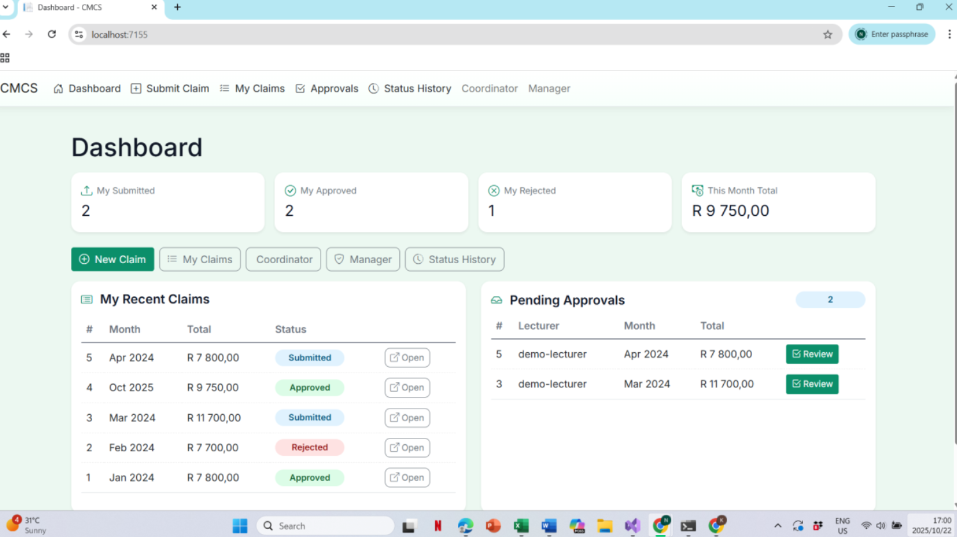 Dashboard - CMCS
localhost:7155
Enter passphrase
CMCS Dashboard Submit Claim My Claims Approvals Status History Coordinator Manager
Dashboard
My Submitted
2
My Approved
2
My Rejected
1
This Month Total
R 9 750,00
New Claim My Claims Coordinator Manager Status History
My Recent Claims
# Month Total Status
5 Apr 2024 R 7 800,00 Submitted Open
4 Oct 2025 R 9 750,00 Approved Open
3 Mar 2024 R 11 700,00 Submitted Open
2 Feb 2024 R 7 700,00 Rejected Open
1 Jan 2024 R 7 800,00 Approved Open
Pending Approvals 2
# Lecturer Month Total
5 demo-lecturer Apr 2024 R 7 800,00 Review
3 demo-lecturer Mar 2024 R 11 700,00 Review
4
31°C
Sunny
Search
ENG
US
17:00
2025/10/22